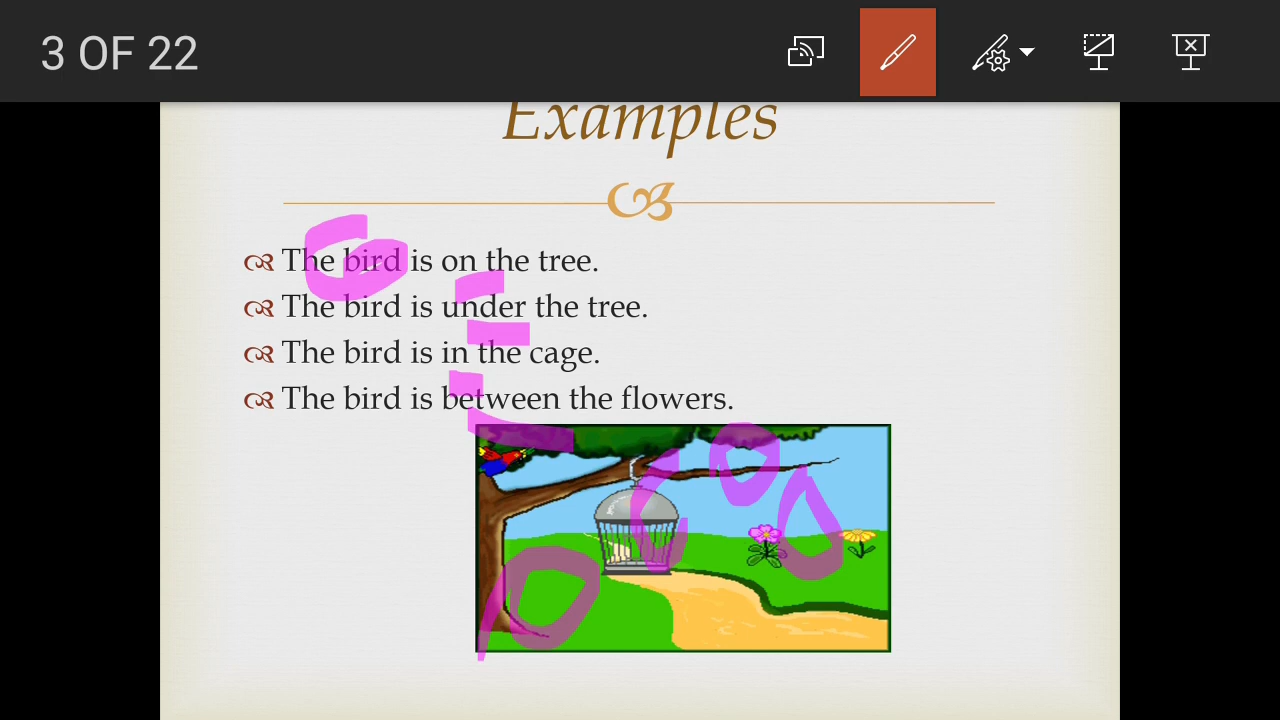 3 OF 22
Examples
The bird is on the tree.
The bird is under the tree.
The bird is in the cage.
The bird is between the flowers.